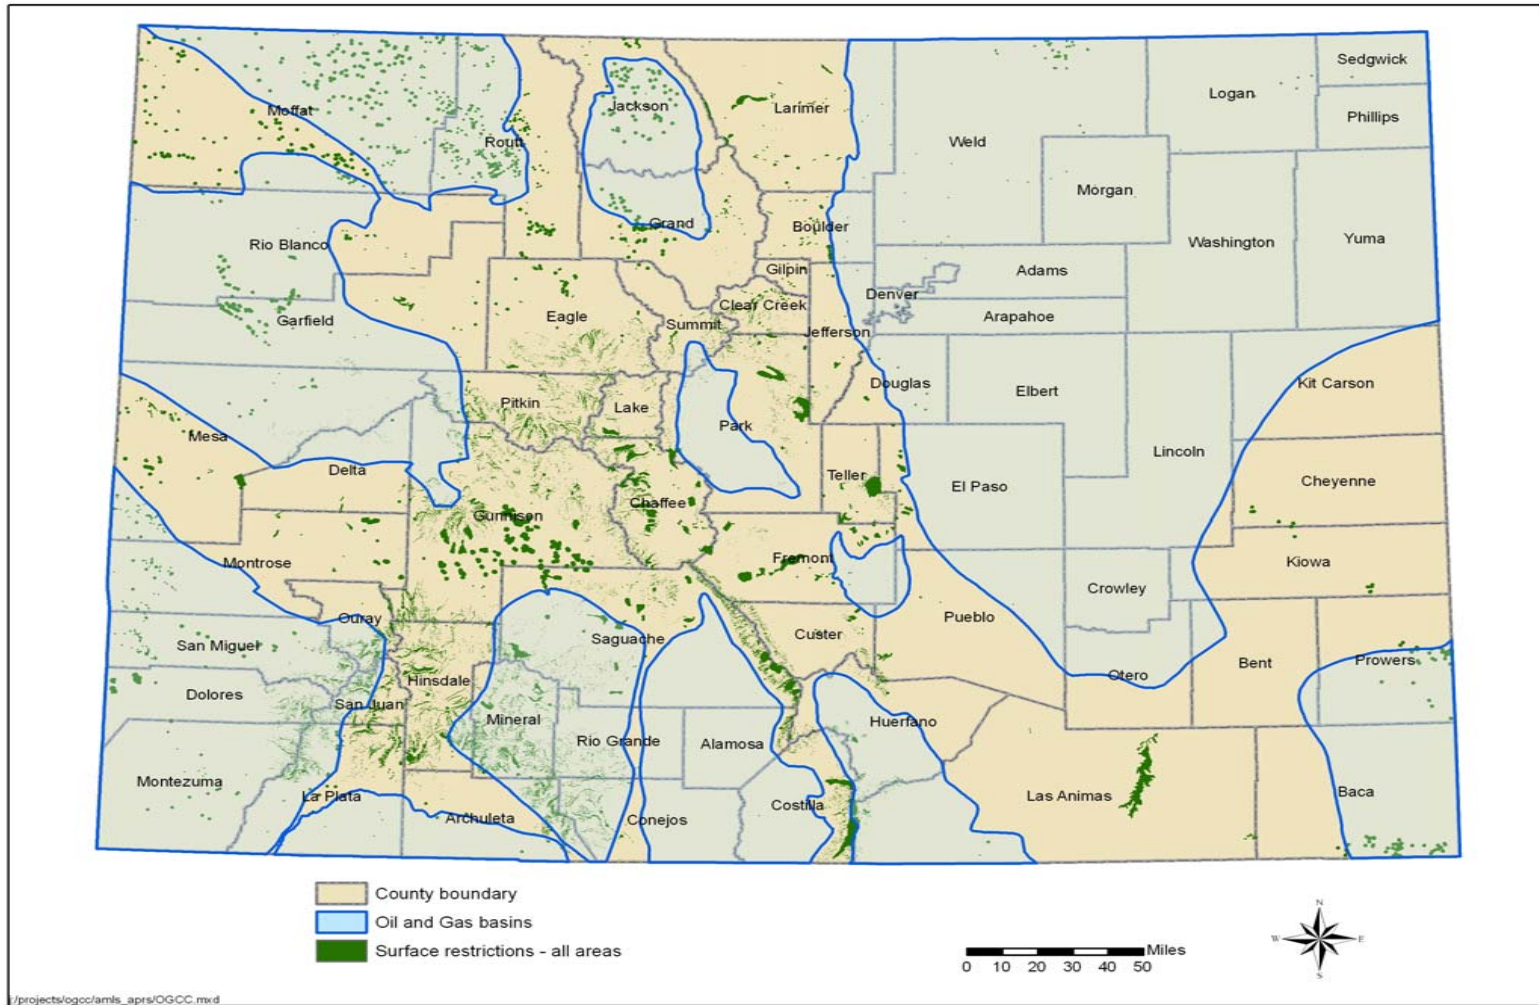 Sedgwick
Logan
Jackson
Larimer
Moffat
Phillips
Weld
Routt
Morgan
Grand
Boulder
Yuma
Washington
Rio Blanco
Gilpin
Adams
Denver
Clear Creek
Eagle
Arapahoe
Garfield
Summit
Jefferson
Douglas
Kit Carson
Elbert
Pitkin
Lake
Park
Mesa
Lincoln
Delta
Teller
Cheyenne
El Paso
Chaffee
Gunnison
Fremont
Montrose
Kiowa
Crowley
Ouray
Pueblo
Custer
Saguache
San Miguel
Bent
Prowers
Otero
Hinsdale
Dolores
San Juan
Mineral
Huerfano
Rio Grande
Alamosa
Montezuma
La Plata
Las Animas
Baca
Costilla
Archuleta
Conejos
County boundary
Oil and Gas basins
Surface restrictions - all areas
N
W
E
S
Miles
0 10 20 30 40 50
/projects/ogcc/amls_aprs/OGCC.mxd